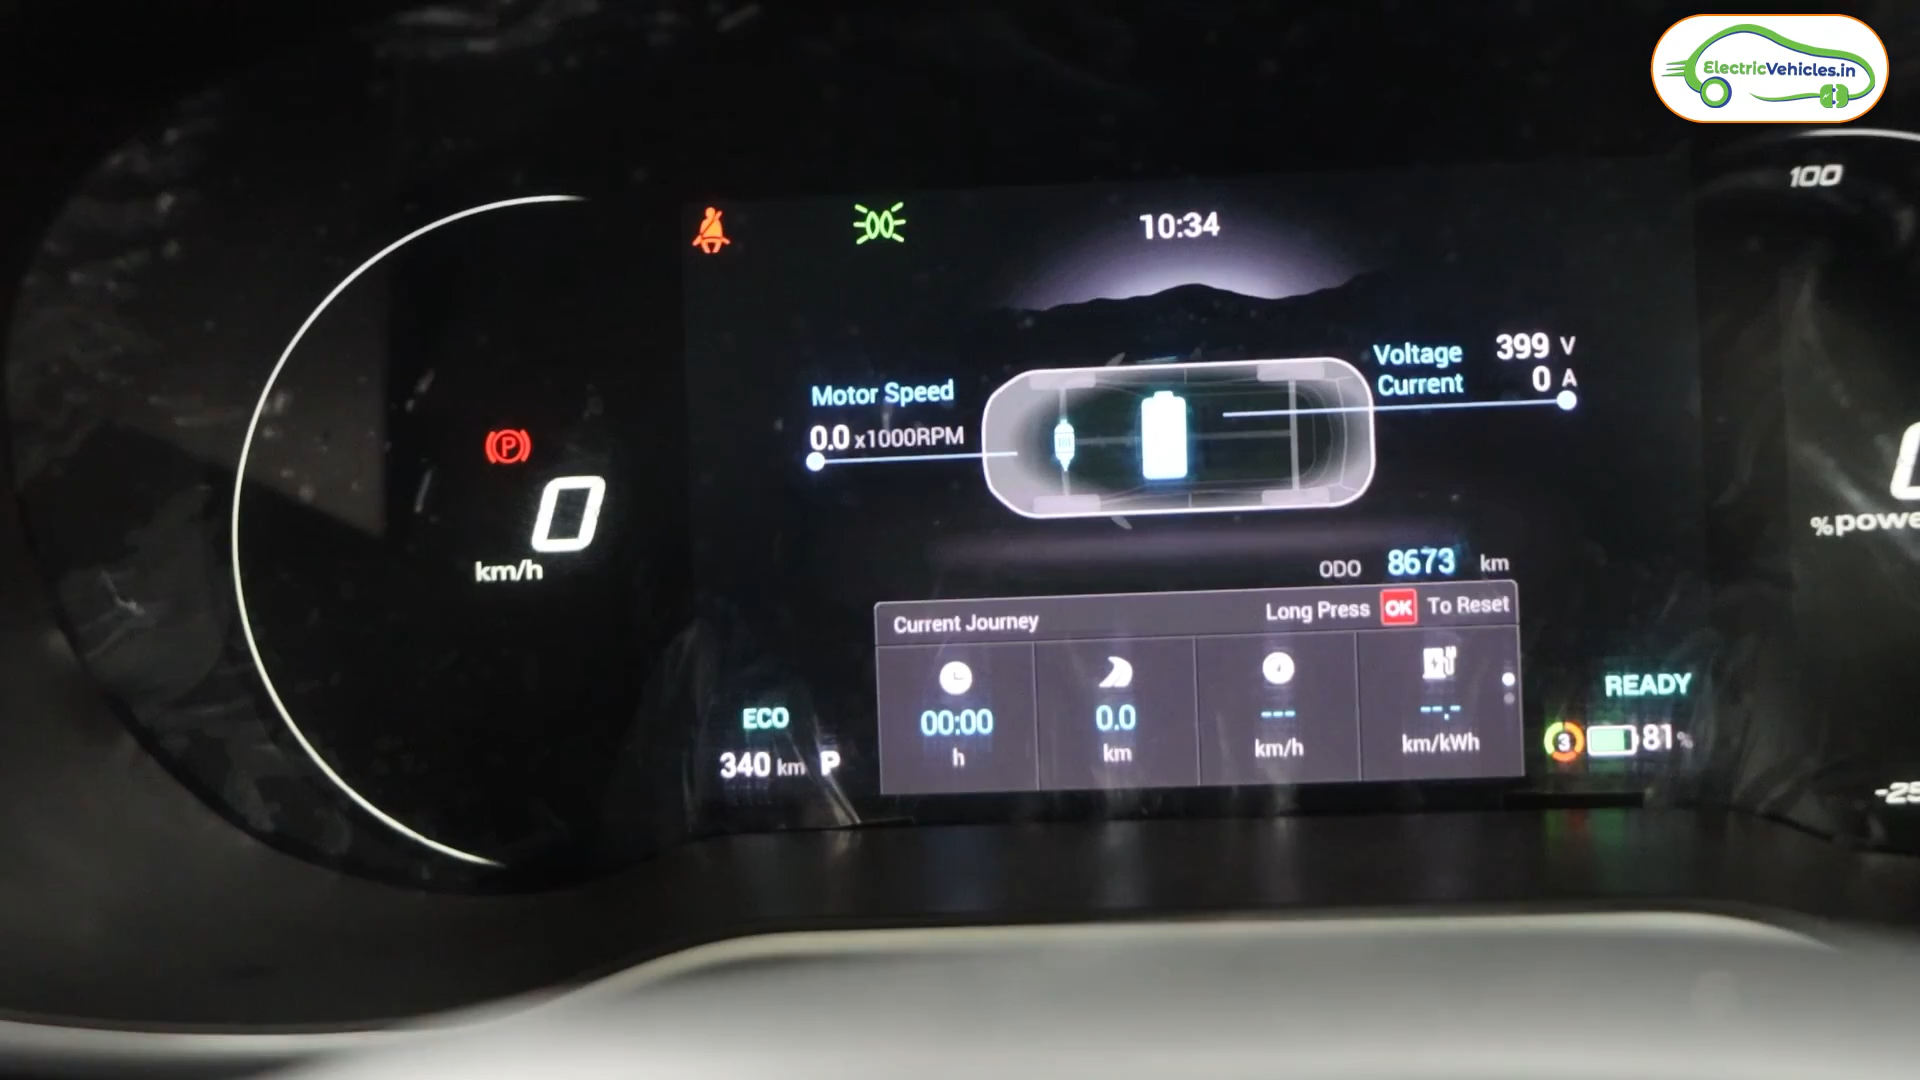 ElectricVehicles.in
100
10:34
Voltage 399 V
Current 0 A
Motor Speed
0.0 x1000RPM
P
0
km/h
ODO 8673 km
Current Journey Long Press OK To Reset
00:00 0.0 --- --.-
h km km/h km/kWh
ECO
340 km P
READY
3 81 %
-25